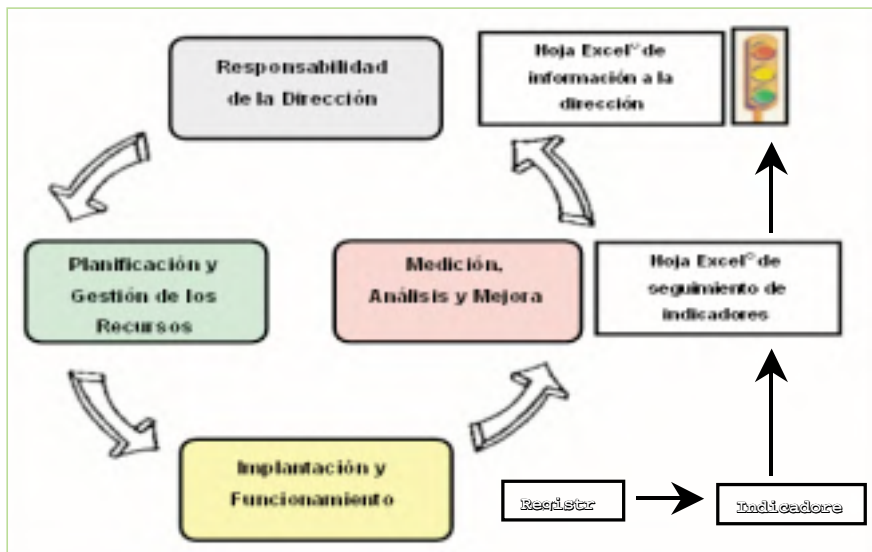 Responsabilidad
de la Dirección
Hoja Excel© de
información a la
dirección
Planificación y
Gestión de los
Recursos
Medición,
Análisis y Mejora
Hoja Excel© de
seguimiento de
indicadores
Implantación y
Funcionamiento
Registr
Indicadore